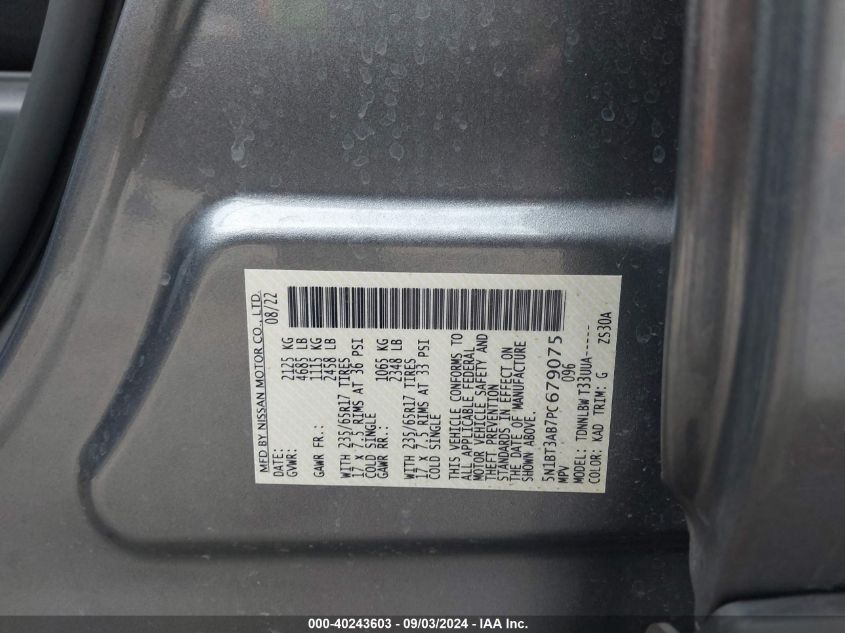 MFD BY NISSAN MOTOR CO., LTD.
DATE: 08/22
GVWR: 2125 KG
4685 LB
GAWR FR.: 1115 KG
2458 LB
WITH 235/65R17 TIRES
17 X 7.5 RIMS AT 36 PSI
COLD SINGLE
GAWR RR.: 1065 KG
2348 LB
WITH 235/65R17 TIRES
17 X 7.5 RIMS AT 33 PSI
COLD SINGLE
THIS VEHICLE CONFORMS TO
ALL APPLICABLE FEDERAL
MOTOR VEHICLE SAFETY AND
THEFT PREVENTION
STANDARDS IN EFFECT ON
THE DATE OF MANUFACTURE
SHOWN ABOVE.
5N1BT3AB7PC679075
MPV 096
MODEL: TDNNLBW T33UUA-----
COLOR: KAD TRIM: G ZS30A
000-40243603 - 09/03/2024 - IAA Inc.